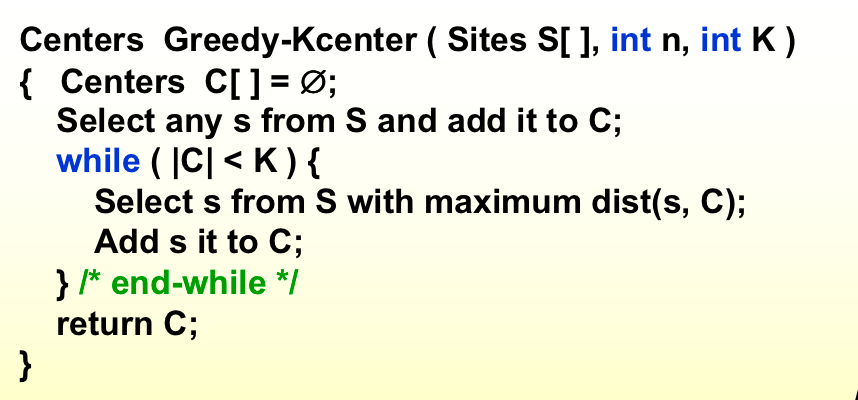 Centers Greedy-Kcenter ( Sites S[ ], int n, int K )
{ Centers C[ ] = ∅;
Select any s from S and add it to C;
while ( |C| < K ) {
Select s from S with maximum dist(s, C);
Add s it to C;
} /* end-while */
return C;
}